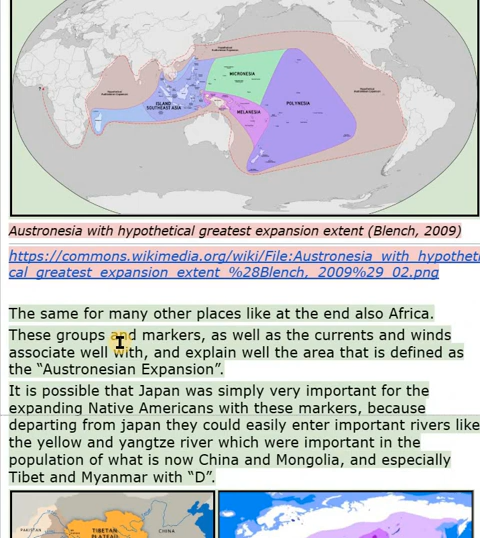 MICRONESIA
ISLAND
SOUTHEAST ASIA
MELANESIA
POLYNESIA
Austronesia with hypothetical greatest expansion extent (Blench, 2009)
https://commons.wikimedia.org/wiki/File:Austronesia_with_hypotheti
cal_greatest_expansion_extent_%28Blench,_2009%29_02.png
The same for many other places like at the end also Africa.
These groups and markers, as well as the currents and winds
associate well with, and explain well the area that is defined as
the “Austronesian Expansion”.
It is possible that Japan was simply very important for the
expanding Native Americans with these markers, because
departing from japan they could easily enter important rivers like
the yellow and yangtze river which were important in the
population of what is now China and Mongolia, and especially
Tibet and Myanmar with “D”.
PAKISTAN
TIBETAN
PLATEAU
CHINA